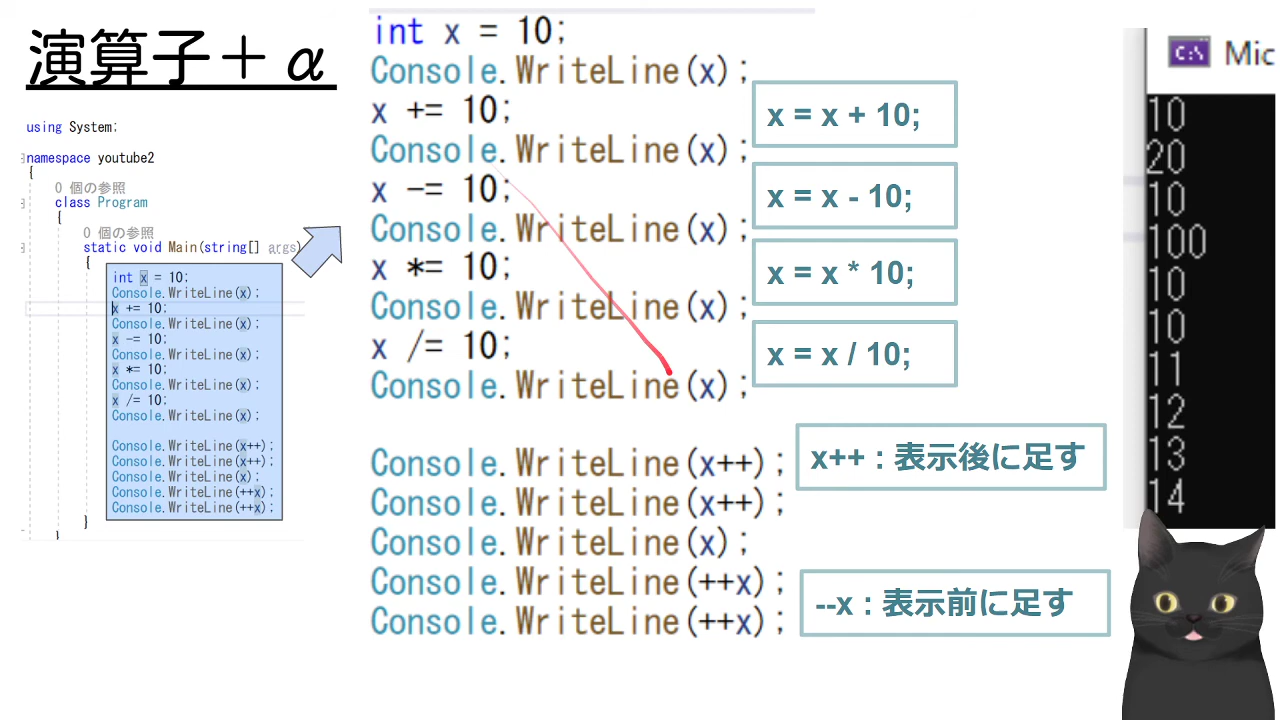 演算子＋α
using System;
namespace youtube2
{
0 個の参照
class Program
{
0 個の参照
static void Main(string[] args)
{
int x = 10;
Console.WriteLine(x);
x += 10;
Console.WriteLine(x);
x -= 10;
Console.WriteLine(x);
x *= 10;
Console.WriteLine(x);
x /= 10;
Console.WriteLine(x);
Console.WriteLine(x++);
Console.WriteLine(x++);
Console.WriteLine(x);
Console.WriteLine(++x);
Console.WriteLine(++x);
}
}
int x = 10;
Console.WriteLine(x);
x += 10;
Console.WriteLine(x);
x -= 10;
Console.WriteLine(x);
x *= 10;
Console.WriteLine(x);
x /= 10;
Console.WriteLine(x);
Console.WriteLine(x++);
Console.WriteLine(x++);
Console.WriteLine(x);
Console.WriteLine(++x);
Console.WriteLine(++x);
x = x + 10;
x = x - 10;
x = x * 10;
x = x / 10;
x++ : 表示後に足す
--x : 表示前に足す
C:\ Mic
10
20
10
100
10
10
11
12
13
14